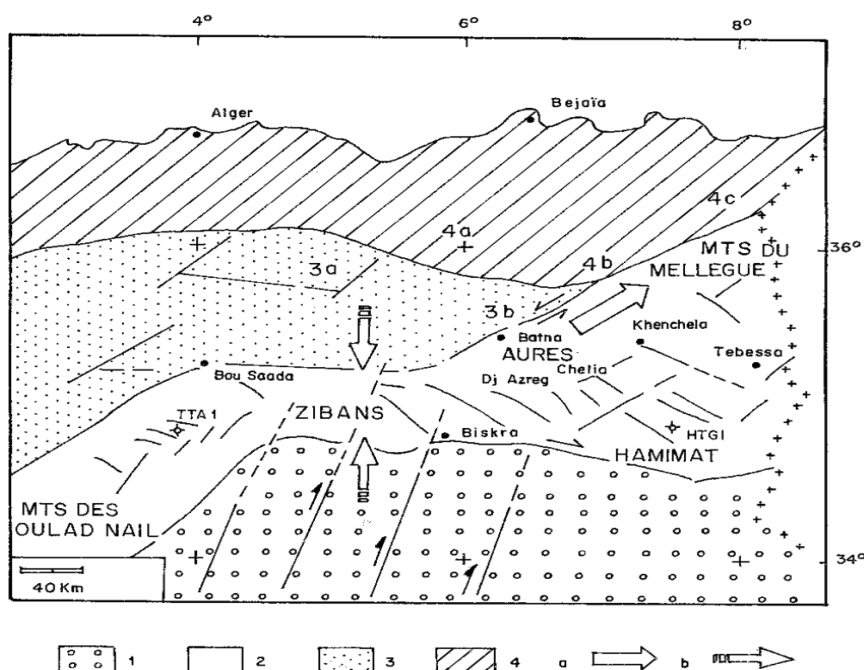 4° 6° 8°
Alger
Bejaïa
4c
4a
36°
4b
MTS DU
MELLEGUE
3a
3b
Batna
Khenchela
AURES
Tebessa
Chelia
Bou Saada
Dj Azreg
TTA 1
ZIBANS
HTG1
Biskra
HAMIMAT
MTS DES
OULAD NAIL
34°
40 Km
1 2 3 4 a b